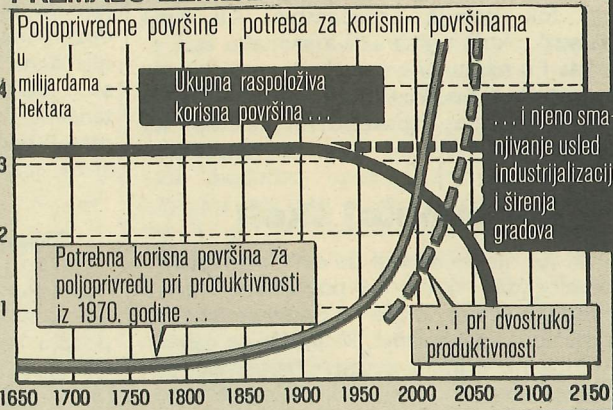 Poljoprivredne površine i potreba za korisnim površinama
u
milijardama
hektara
Ukupna raspoloživa
korisna površina ...
... i njeno sma-
njivanje usled
industrijalizacij
i širenja
gradova
Potrebna korisna površina za
poljoprivredu pri produktivnosti
iz 1970. godine ...
... i pri dvostrukoj
produktivnosti
4
3
2
1
1650 1700 1750 1800 1850 1900 1950 2000 2050 2100 2150